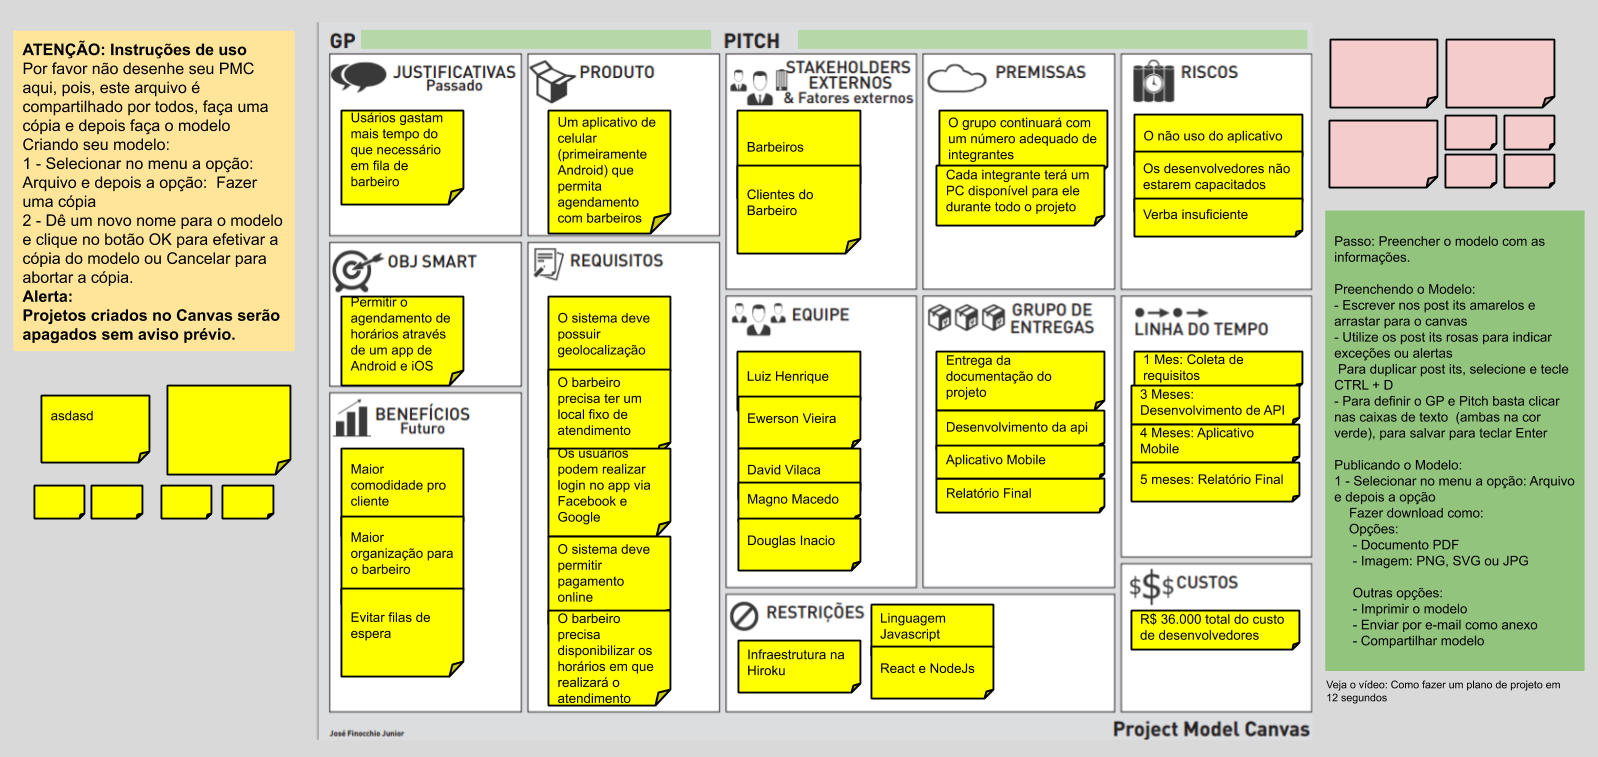 ATENÇÃO: Instruções de uso
Por favor não desenhe seu PMC
aqui, pois, este arquivo é
compartilhado por todos, faça uma
cópia e depois faça o modelo
Criando seu modelo:
1 - Selecionar no menu a opção:
Arquivo e depois a opção:  Fazer
uma cópia
2 - Dê um novo nome para o modelo
e clique no botão OK para efetivar a
cópia do modelo ou Cancelar para
abortar a cópia.
Alerta:
Projetos criados no Canvas serão
apagados sem aviso prévio.
asdasd
GP
PITCH
JUSTIFICATIVAS
Passado
Usários gastam
mais tempo do
que necessário
em fila de
barbeiro
OBJ SMART
Permitir o
agendamento de
horários através
de um app de
Android e iOS
BENEFÍCIOS
Futuro
Maior
comodidade pro
cliente
Maior
organização para
o barbeiro
Evitar filas de
espera
PRODUTO
Um aplicativo de
celular
(primeiramente
Android) que
permita
agendamento
com barbeiros
REQUISITOS
O sistema deve
possuir
geolocalização
O barbeiro
precisa ter um
local fixo de
atendimento
Os usuários
podem realizar
login no app via
Facebook e
Google
O sistema deve
permitir
pagamento
online
O barbeiro
precisa
disponibilizar os
horários em que
realizará o
atendimento
STAKEHOLDERS
EXTERNOS
& Fatores externos
Barbeiros
Clientes do
Barbeiro
EQUIPE
Luiz Henrique
Ewerson Vieira
David Vilaca
Magno Macedo
Douglas Inacio
PREMISSAS
O grupo continuará com
um número adequado de
integrantes
Cada integrante terá um
PC disponível para ele
durante todo o projeto
GRUPO DE
ENTREGAS
Entrega da
documentação do
projeto
Desenvolvimento da api
Aplicativo Mobile
Relatório Final
RESTRIÇÕES
Infraestrutura na
Hiroku
Linguagem
Javascript
React e NodeJs
RISCOS
O não uso do aplicativo
Os desenvolvedores não
estarem capacitados
Verba insuficiente
LINHA DO TEMPO
1 Mes: Coleta de
requisitos
3 Meses:
Desenvolvimento de API
4 Meses: Aplicativo
Mobile
5 meses: Relatório Final
$$$ CUSTOS
R$ 36.000 total do custo
de desenvolvedores
José Finocchio Junior
Project Model Canvas
Passo: Preencher o modelo com as
informações.
Preenchendo o Modelo:
- Escrever nos post its amarelos e
arrastar para o canvas
- Utilize os post its rosas para indicar
exceções ou alertas
Para duplicar post its, selecione e tecle
CTRL + D
- Para definir o GP e Pitch basta clicar
nas caixas de texto  (ambas na cor
verde), para salvar para teclar Enter
Publicando o Modelo:
1 - Selecionar no menu a opção: Arquivo
e depois a opção
Fazer download como:
Opções:
- Documento PDF
- Imagem: PNG, SVG ou JPG
Outras opções:
- Imprimir o modelo
- Enviar por e-mail como anexo
- Compartilhar modelo
Veja o vídeo: Como fazer um plano de projeto em
12 segundos